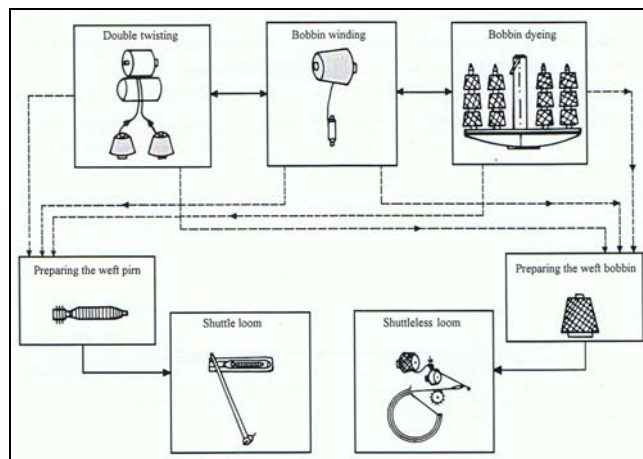 Double twisting
Bobbin winding
Bobbin dyeing
Preparing the weft pirn
Preparing the weft bobbin
Shuttle loom
Shuttleless loom